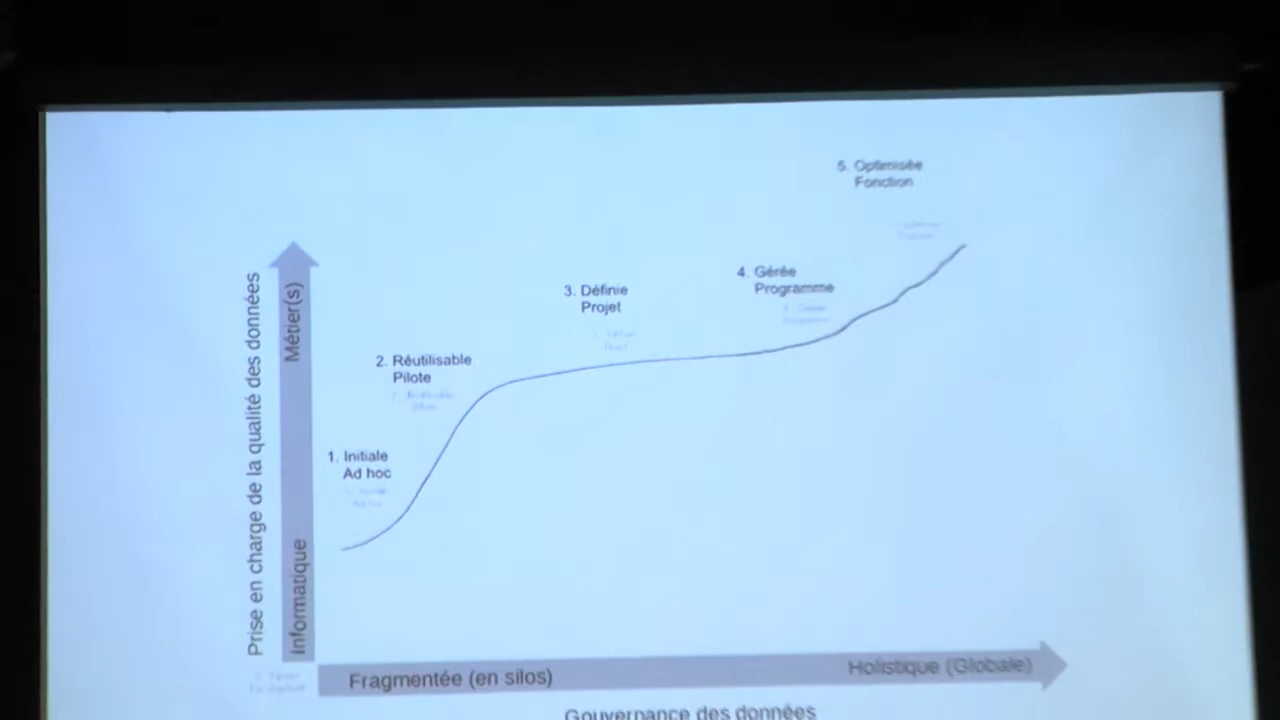 5. Optimisée
Fonction
4. Gérée
Programme
3. Définie
Projet
2. Réutilisable
Pilote
1. Initiale
Ad hoc
Prise en charge de la qualité des données
Métier(s)
Informatique
Fragmentée (en silos)
Holistique (Globale)
Gouvernance des données